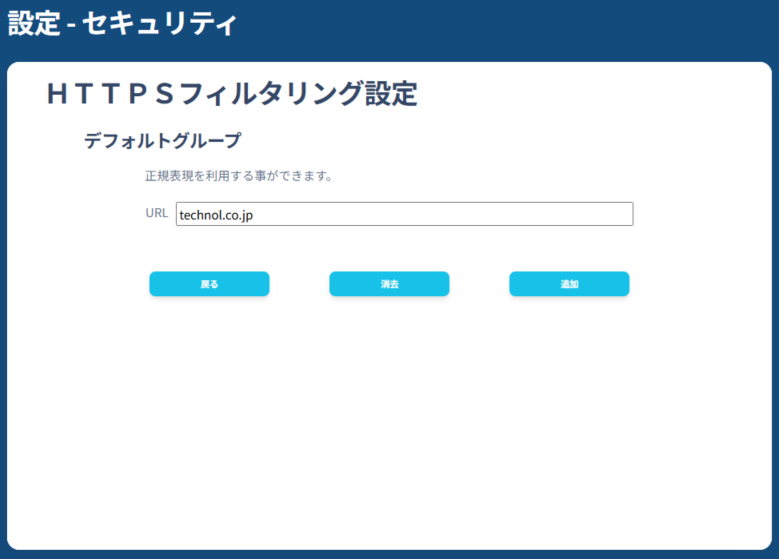 設定 - セキュリティ
ＨＴＴＰＳフィルタリング設定
デフォルトグループ
正規表現を利用する事ができます。
URL technol.co.jp
戻る 消去 追加